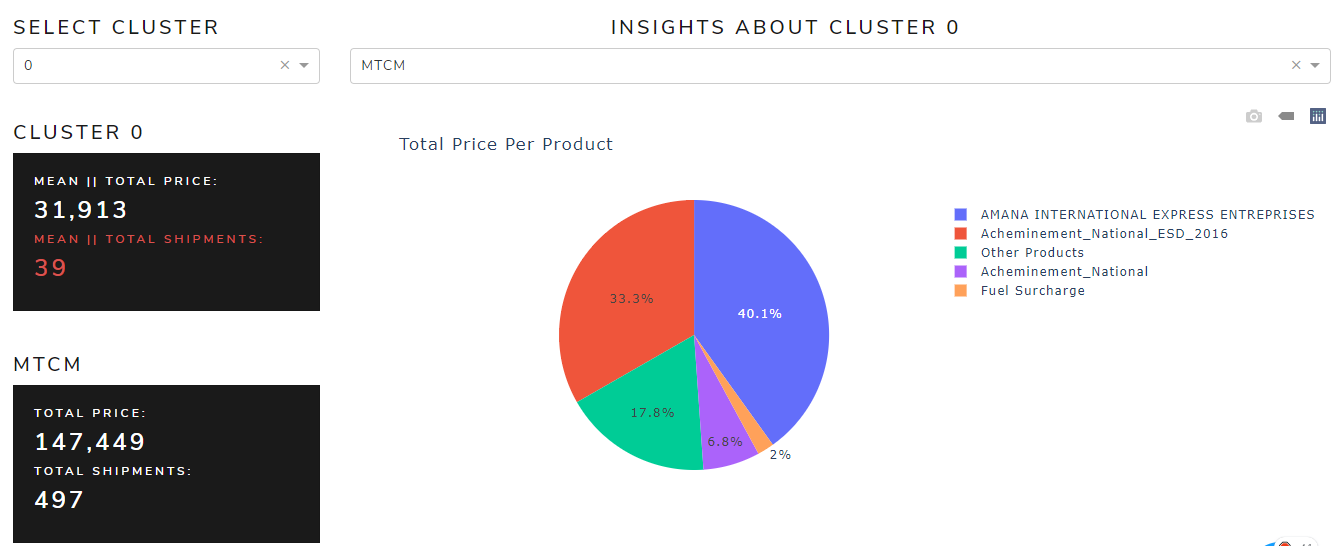 SELECT CLUSTER
INSIGHTS ABOUT CLUSTER 0
0
MTCM
CLUSTER 0
MEAN || TOTAL PRICE:
31,913
MEAN || TOTAL SHIPMENTS:
39
MTCM
TOTAL PRICE:
147,449
TOTAL SHIPMENTS:
497
Total Price Per Product
40.1%
33.3%
17.8%
6.8%
2%
AMANA INTERNATIONAL EXPRESS ENTREPRISES
Acheminement_National_ESD_2016
Other Products
Acheminement_National
Fuel Surcharge